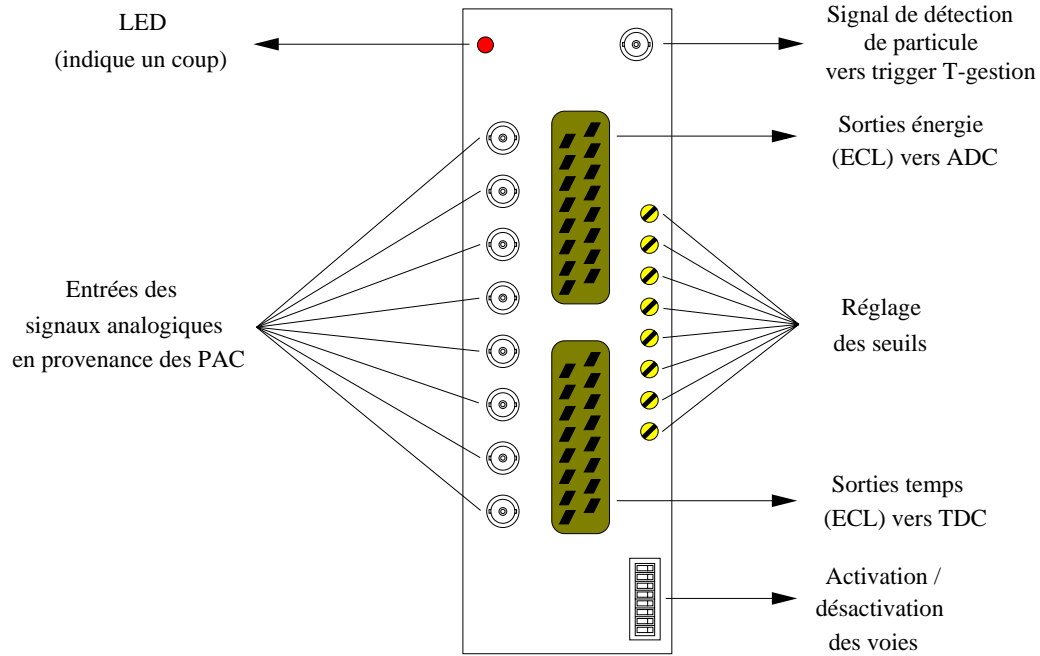 LED
(indique un coup)
Signal de détection
de particule
vers trigger T-gestion
Sorties énergie
(ECL) vers ADC
Entrées des
signaux analogiques
en provenance des PAC
Réglage
des seuils
Sorties temps
(ECL) vers TDC
Activation /
désactivation
des voies